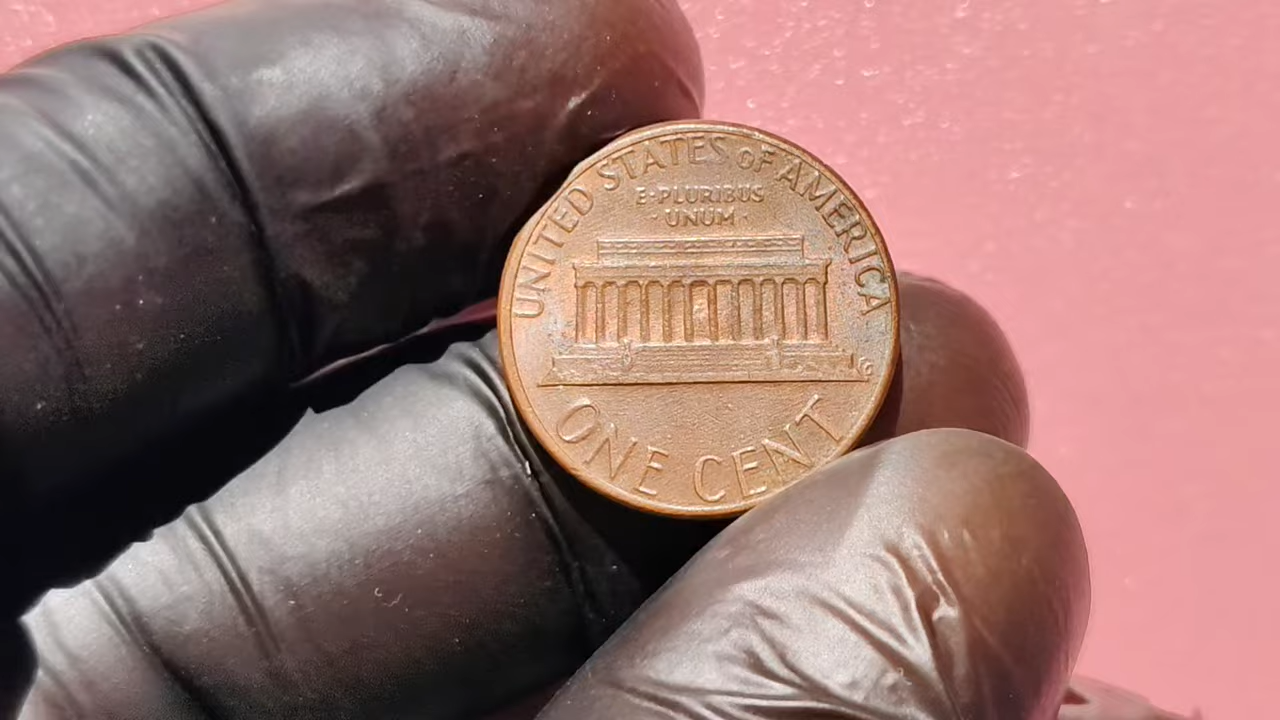 UNITED STATES oF AMERICA
E·PLURIBUS
·UNUM·
ONE CENT